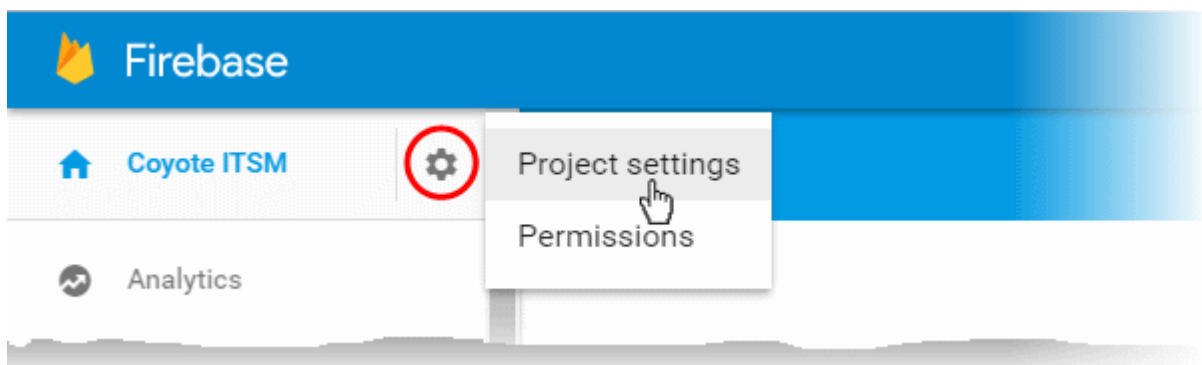 Firebase
Coyote ITSM
Project settings
Permissions
Analytics